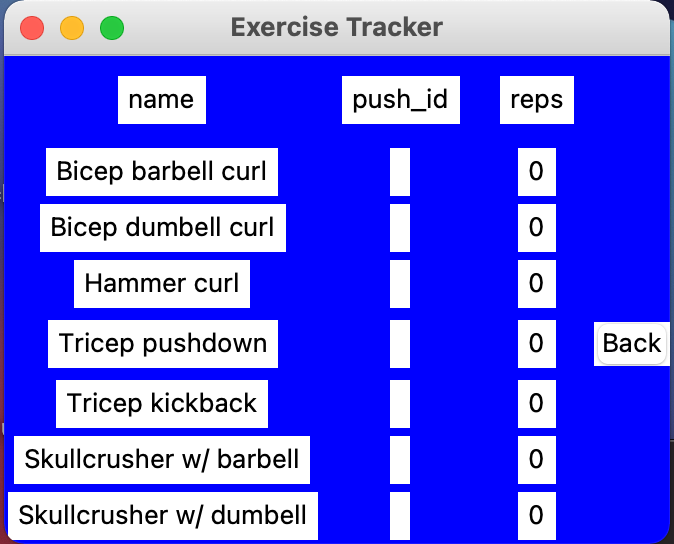 Exercise Tracker
name push_id reps
Bicep barbell curl 0
Bicep dumbell curl 0
Hammer curl 0
Tricep pushdown 0 Back
Tricep kickback 0
Skullcrusher w/ barbell 0
Skullcrusher w/ dumbell 0